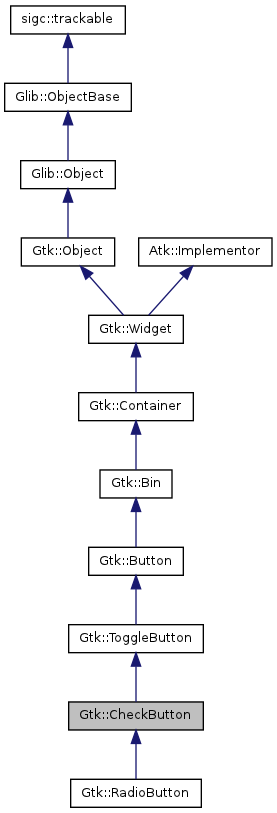 sigc::trackable
Glib::ObjectBase
Glib::Object
Gtk::Object
Atk::Implementor
Gtk::Widget
Gtk::Container
Gtk::Bin
Gtk::Button
Gtk::ToggleButton
Gtk::CheckButton
Gtk::RadioButton